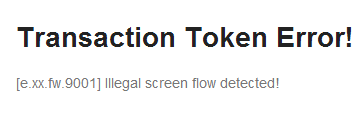 Transaction Token Error!
[e.xx.fw.9001] Illegal screen flow detected!